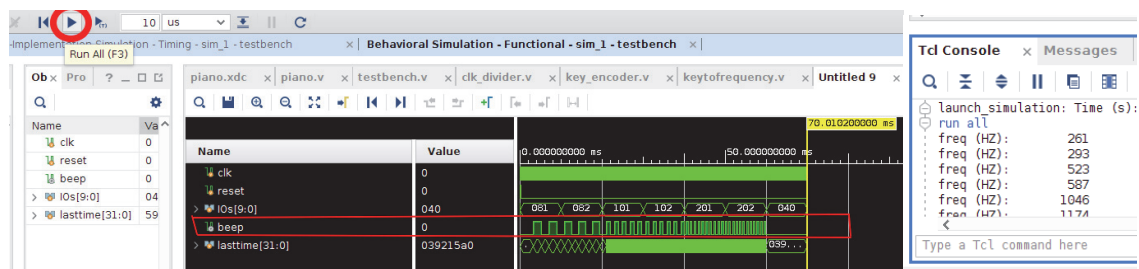 10 us
-Implementation Simulation - Timing - sim_1 - testbench × Behavioral Simulation - Functional - sim_1 - testbench ×
Run All (F3)
Ob × Pro ? _
Name Va
clk 0
reset 0
beep 0
> IOs[9:0] 04
> lasttime[31:0] 59
piano.xdc × piano.v × testbench.v × clk_divider.v × key_encoder.v × keytofrequency.v × Untitled 9 ×
70.010200000 ms
Name Value 0.000000000 ms 50.000000000 ms
clk 0
reset 0
> IOs[9:0] 040 081 082 101 102 201 202 040
beep 0
> lasttime[31:0] 039215a0 039...
Tcl Console × Messages
launch_simulation: Time (s):
run all
freq (HZ): 261
freq (HZ): 293
freq (HZ): 523
freq (HZ): 587
freq (HZ): 1046
freq (HZ): 1174
Type a Tcl command here